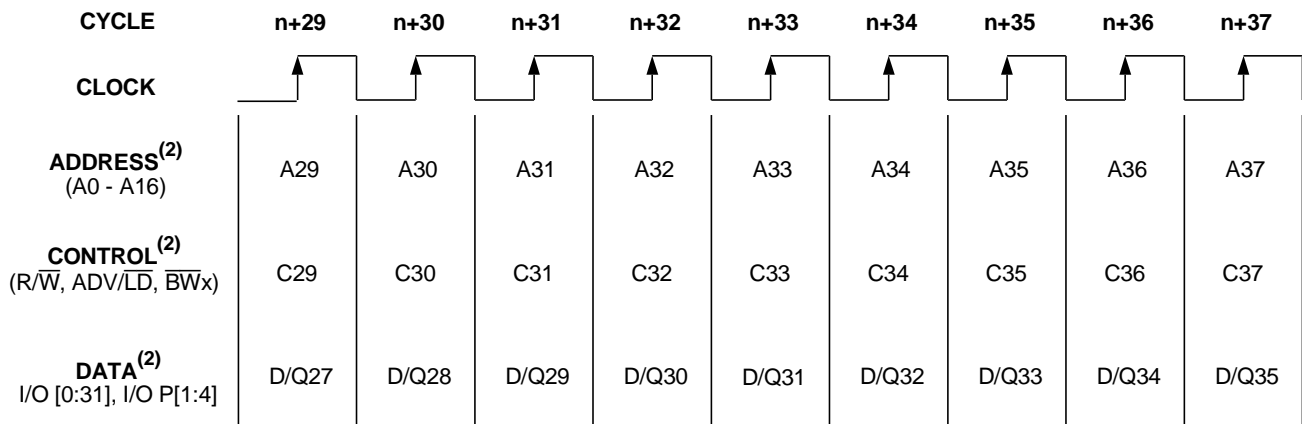 CYCLE n+29 n+30 n+31 n+32 n+33 n+34 n+35 n+36 n+37
CLOCK
ADDRESS(2)
(A0 - A16)
A29 A30 A31 A32 A33 A34 A35 A36 A37
CONTROL(2)
(R/W̅, ADV/L̅D̅, B̅W̅x)
C29 C30 C31 C32 C33 C34 C35 C36 C37
DATA(2)
I/O [0:31], I/O P[1:4]
D/Q27 D/Q28 D/Q29 D/Q30 D/Q31 D/Q32 D/Q33 D/Q34 D/Q35